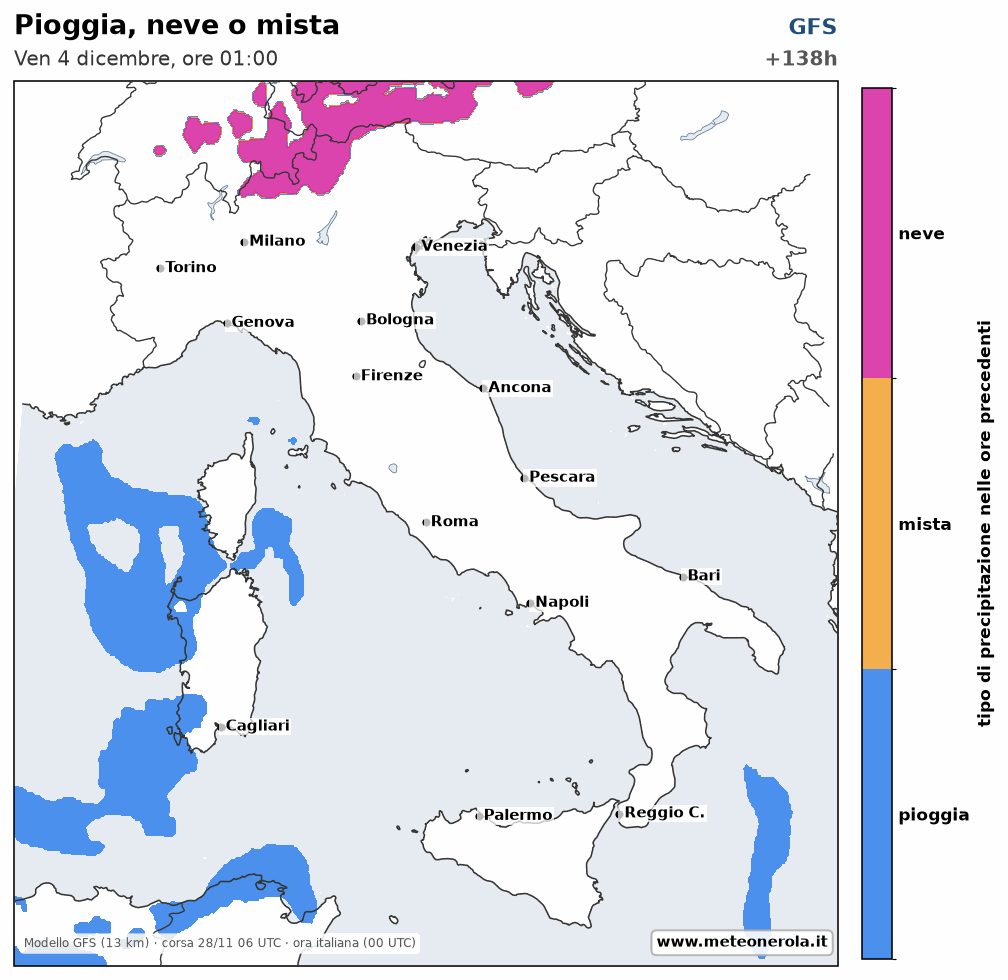 Pioggia, neve o mista
GFS
Ven 4 dicembre, ore 01:00
+138h
neve
Milano
Venezia
Torino
Genova
Bologna
Firenze
Ancona
Pescara
Roma
mista
Bari
Napoli
tipo di precipitazione nelle ore precedenti
Cagliari
Palermo
Reggio C.
pioggia
Modello GFS (13 km) · corsa 28/11 06 UTC · ora italiana (00 UTC)
www.meteonerola.it